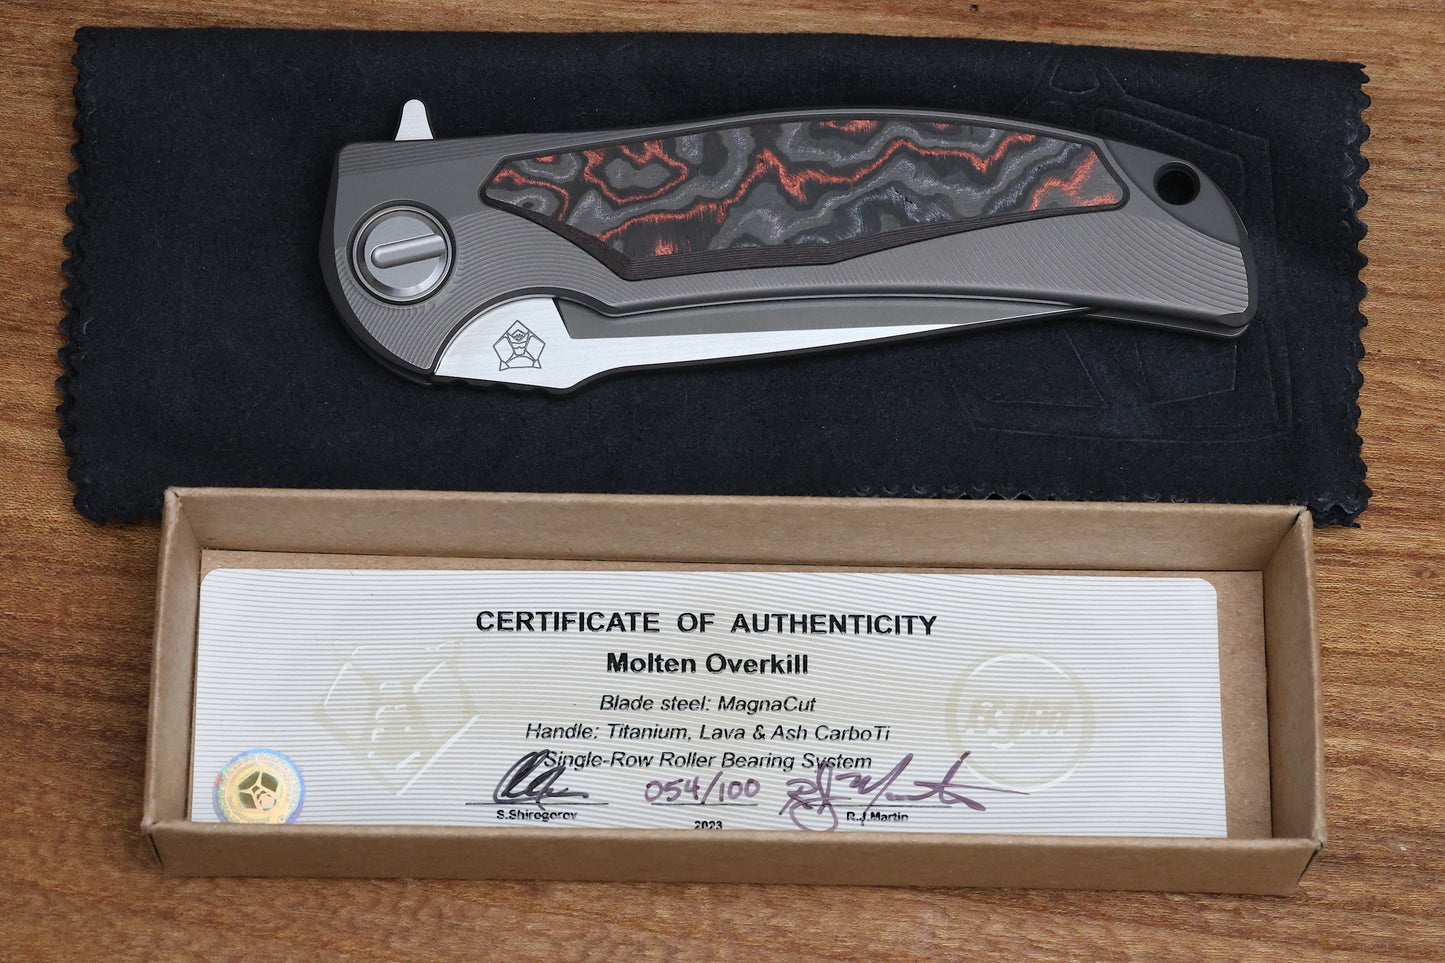 CERTIFICATE OF AUTHENTICITY
Molten Overkill
Blade steel: MagnaCut
Handle: Titanium, Lava & Ash CarboTi
Single-Row Roller Bearing System
054/100
S.Shirogorov
2023
R.J.Martin
RJM